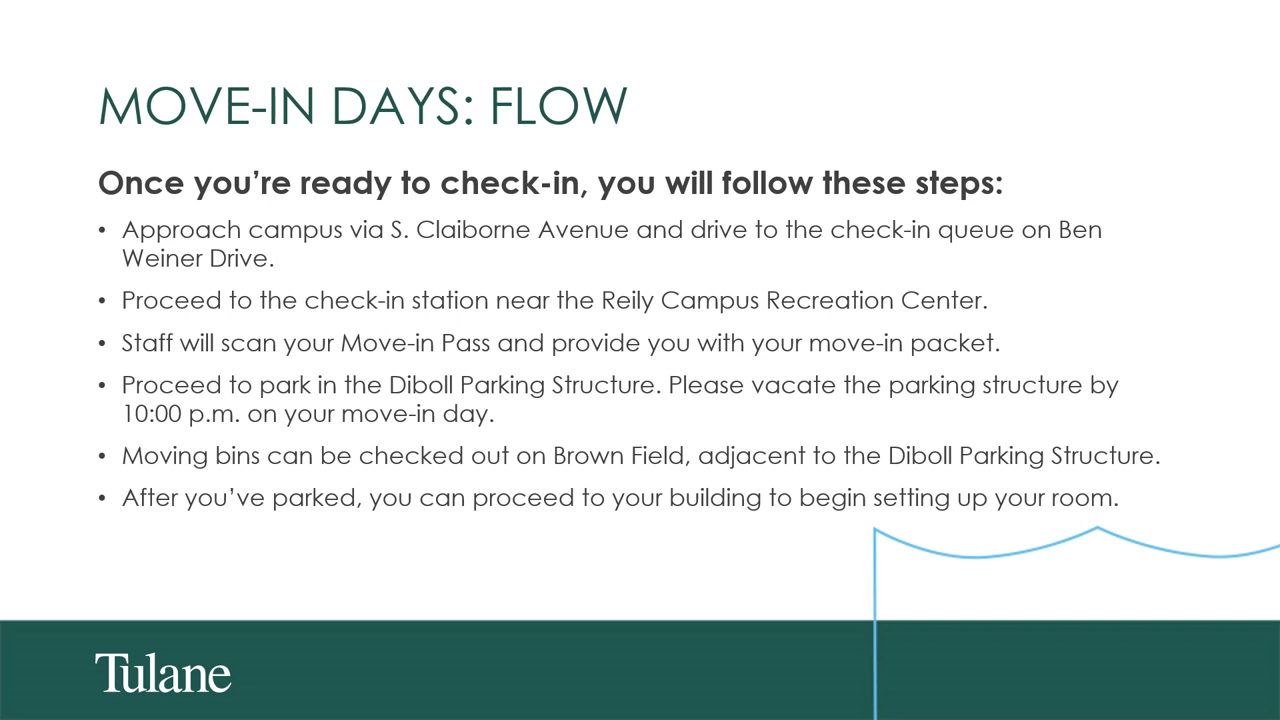 MOVE-IN DAYS: FLOW
Once you’re ready to check-in, you will follow these steps:
• Approach campus via S. Claiborne Avenue and drive to the check-in queue on Ben
Weiner Drive.
• Proceed to the check-in station near the Reily Campus Recreation Center.
• Staff will scan your Move-in Pass and provide you with your move-in packet.
• Proceed to park in the Diboll Parking Structure. Please vacate the parking structure by
10:00 p.m. on your move-in day.
• Moving bins can be checked out on Brown Field, adjacent to the Diboll Parking Structure.
• After you’ve parked, you can proceed to your building to begin setting up your room.
Tulane